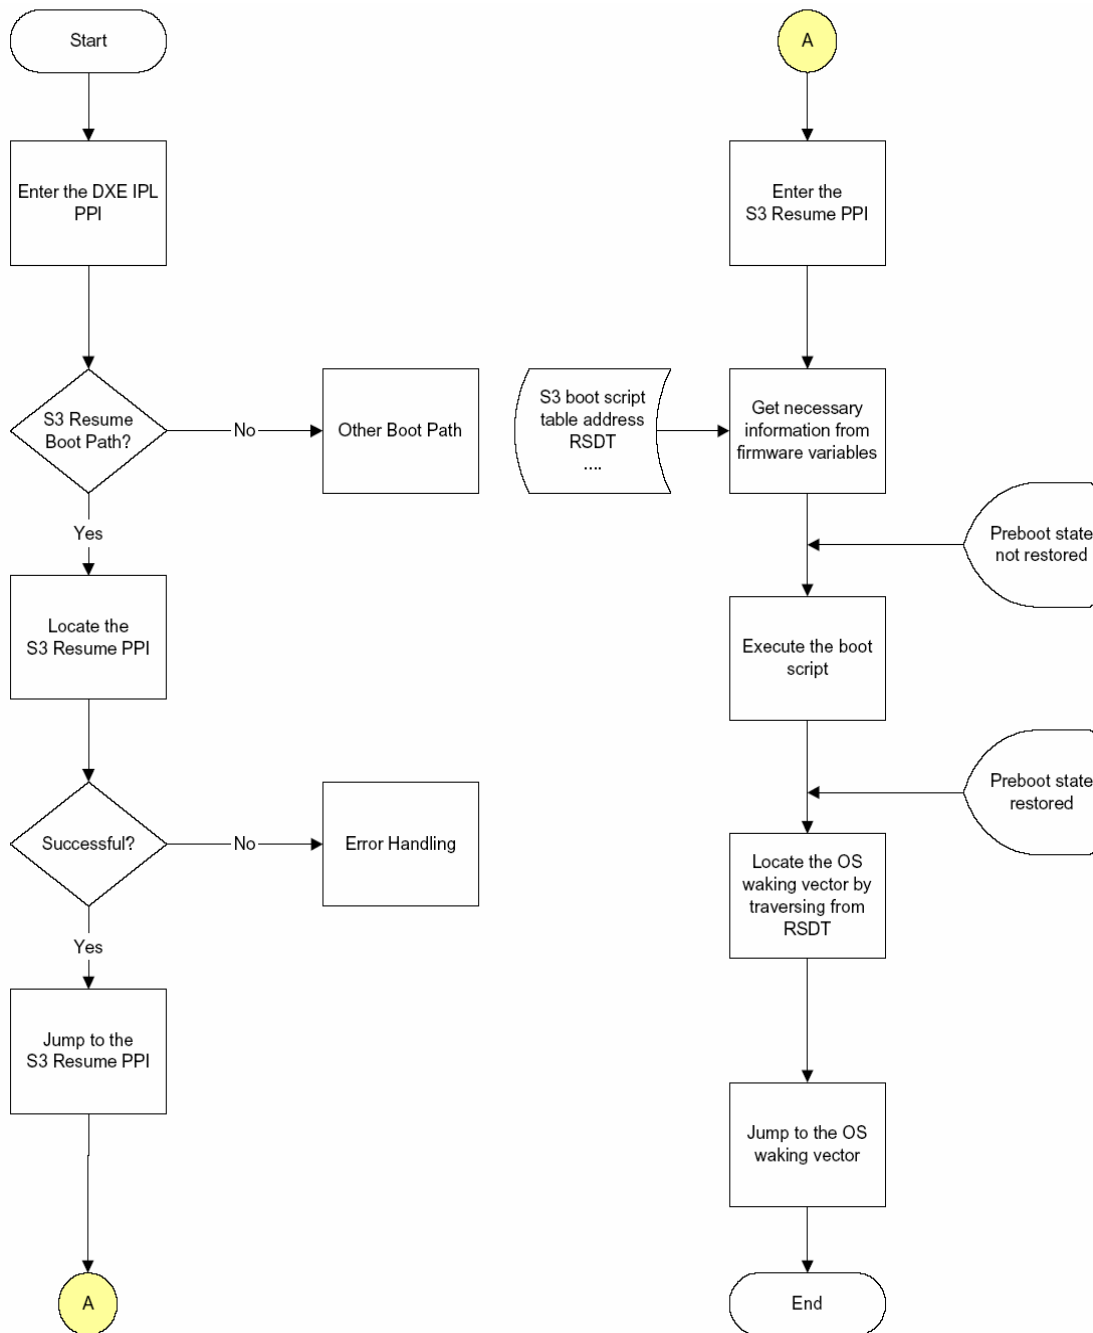 Start
Enter the DXE IPL
PPI
S3 Resume
Boot Path?
No
Other Boot Path
Yes
Locate the
S3 Resume PPI
Successful?
No
Error Handling
Yes
Jump to the
S3 Resume PPI
A
A
Enter the
S3 Resume PPI
S3 boot script
table address
RSDT
....
Get necessary
information from
firmware variables
Preboot state
not restored
Execute the boot
script
Preboot state
restored
Locate the OS
waking vector by
traversing from
RSDT
Jump to the OS
waking vector
End